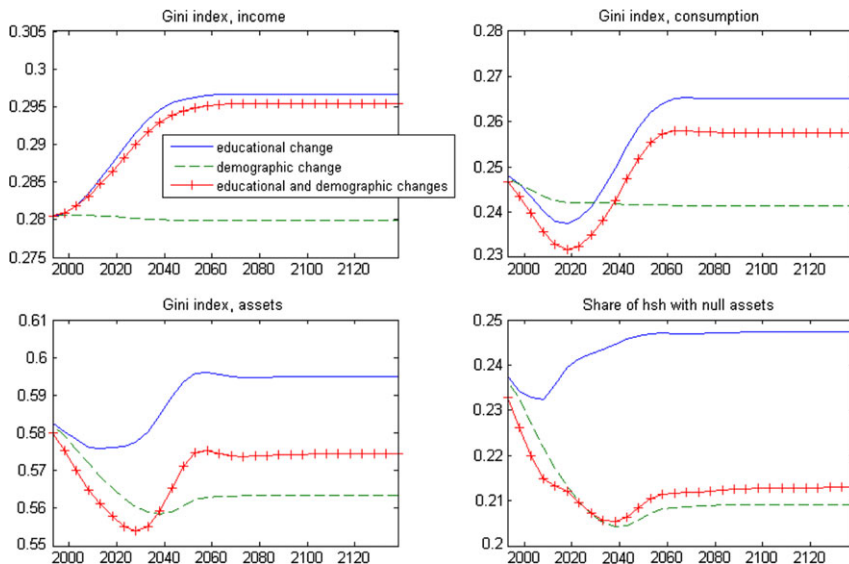 Gini index, income
0.305
0.3
0.295
0.29
0.285
0.28
0.275
2000 2020 2040 2060 2080 2100 2120
educational change
demographic change
educational and demographic changes
Gini index, consumption
0.28
0.27
0.26
0.25
0.24
0.23
2000 2020 2040 2060 2080 2100 2120
Gini index, assets
0.61
0.6
0.59
0.58
0.57
0.56
0.55
2000 2020 2040 2060 2080 2100 2120
Share of hsh with null assets
0.25
0.24
0.23
0.22
0.21
0.2
2000 2020 2040 2060 2080 2100 2120